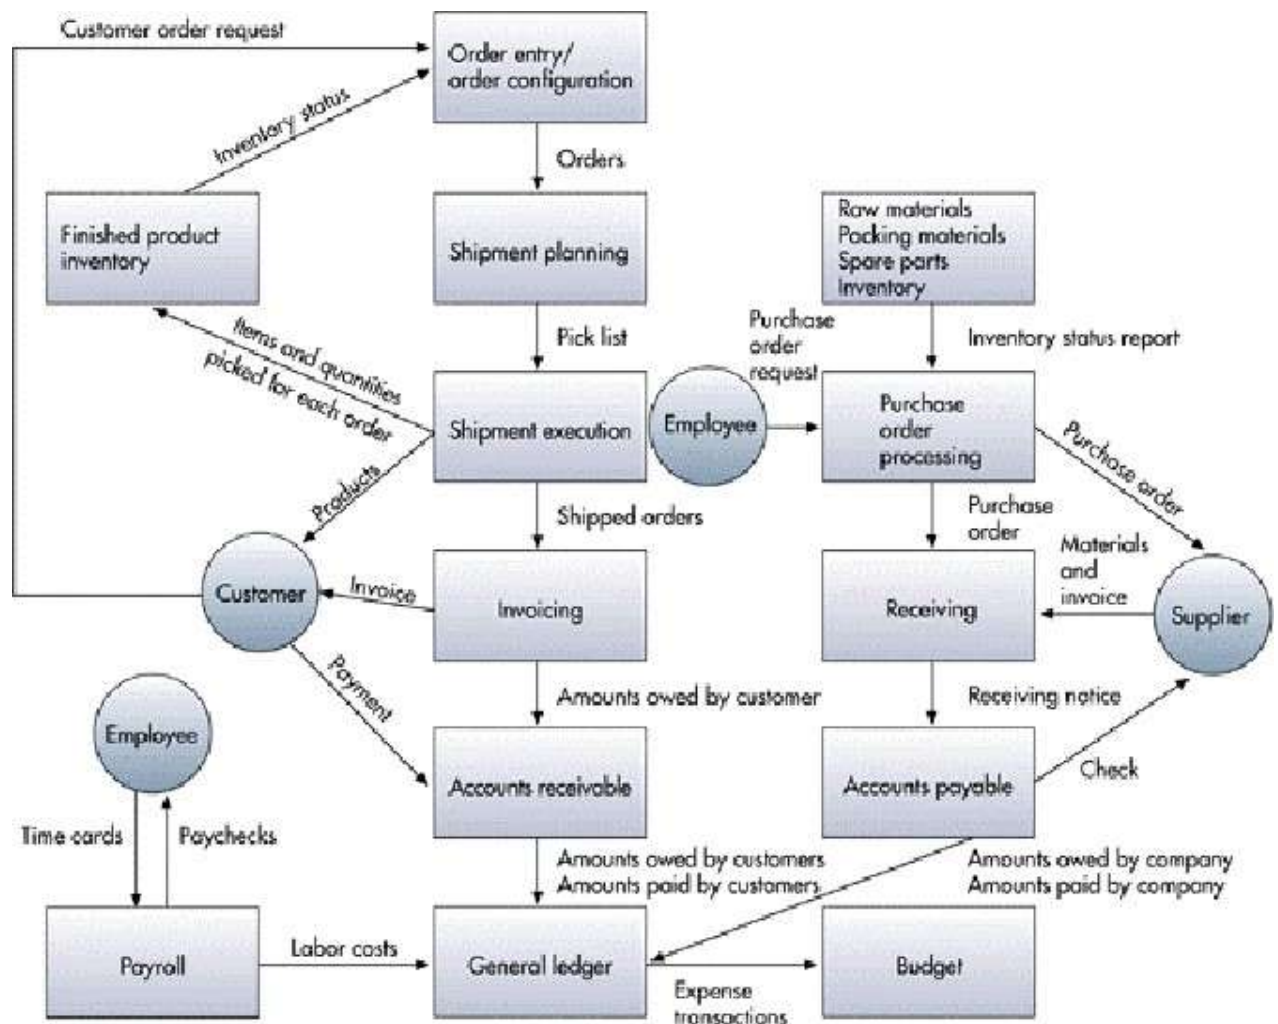 Customer order request
Order entry/
order configuration
Inventory status
Orders
Finished product
inventory
Shipment planning
Raw materials
Packing materials
Spare parts
Inventory
Items and quantities
picked for each order
Pick list
Purchase
order
request
Inventory status report
Shipment execution
Employee
Purchase
order
processing
Purchase order
Products
Shipped orders
Purchase
order
Materials
and
invoice
Customer
Invoice
Invoicing
Receiving
Supplier
Payment
Amounts owed by customer
Receiving notice
Employee
Accounts receivable
Accounts payable
Check
Time cards
Paychecks
Amounts owed by customers
Amounts paid by customers
Amounts owed by company
Amounts paid by company
Payroll
Labor costs
General ledger
Expense
transactions
Budget